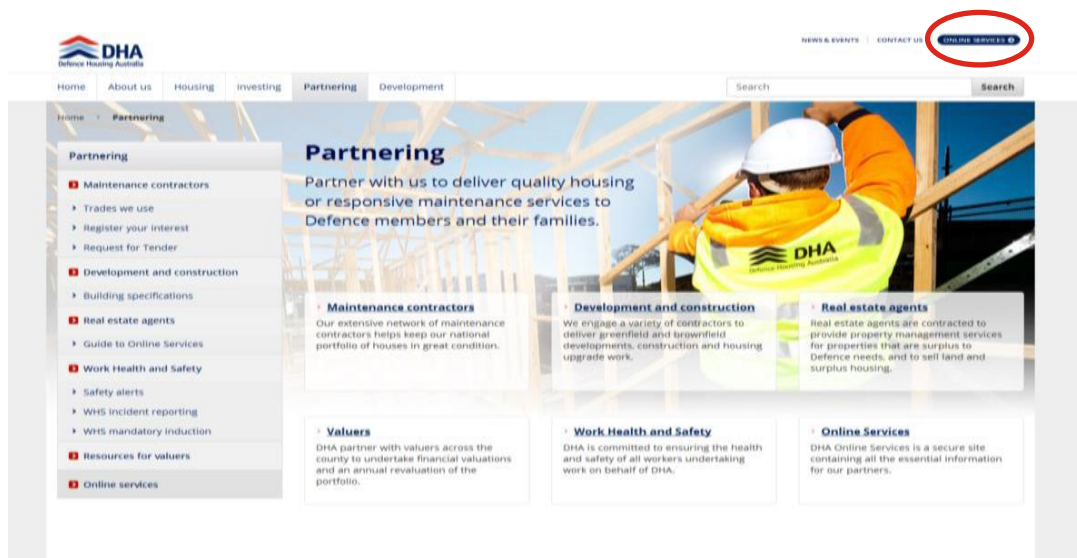 NEWS & EVENTS CONTACT US ONLINE SERVICES
DHA
Defence Housing Australia
Home About us Housing Investing Partnering Development Search Search
Home Partnering
Partnering
Maintenance contractors
Trades we use
Register your interest
Request for Tender
Development and construction
Building specifications
Real estate agents
Guide to Online Services
Work Health and Safety
Safety alerts
WHS incident reporting
WHS mandatory induction
Resources for valuers
Online services
Partnering
Partner with us to deliver quality housing
or responsive maintenance services to
Defence members and their families.
DHA
Defence Housing Australia
Maintenance contractors
Our extensive network of maintenance
contractors helps keep our national
portfolio of houses in great condition.
Development and construction
We engage a variety of contractors to
deliver greenfield and brownfield
developments, construction and housing
upgrade work.
Real estate agents
Real estate agents are contracted to
provide property management services
for properties that are surplus to
Defence needs, and to sell land and
surplus housing.
Valuers
DHA partner with valuers across the
county to undertake financial valuations
and an annual revaluation of the
portfolio.
Work Health and Safety
DHA is committed to ensuring the health
and safety of all workers undertaking
work on behalf of DHA.
Online Services
DHA Online Services is a secure site
containing all the essential information
for our partners.